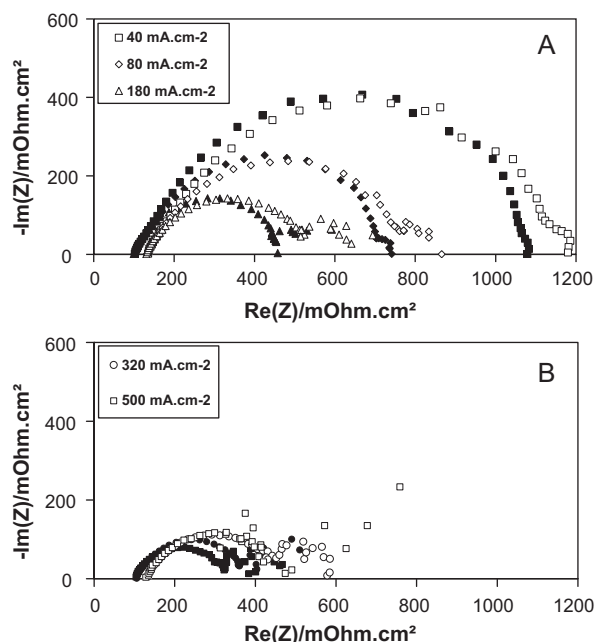 600
400
200
0
-Im(Z)/mOhm.cm²
40 mA.cm-2
80 mA.cm-2
180 mA.cm-2
A
0 200 400 600 800 1000 1200
Re(Z)/mOhm.cm²
600
400
200
0
-Im(Z)/mOhm.cm²
320 mA.cm-2
500 mA.cm-2
B
0 200 400 600 800 1000 1200
Re(Z)/mOhm.cm²